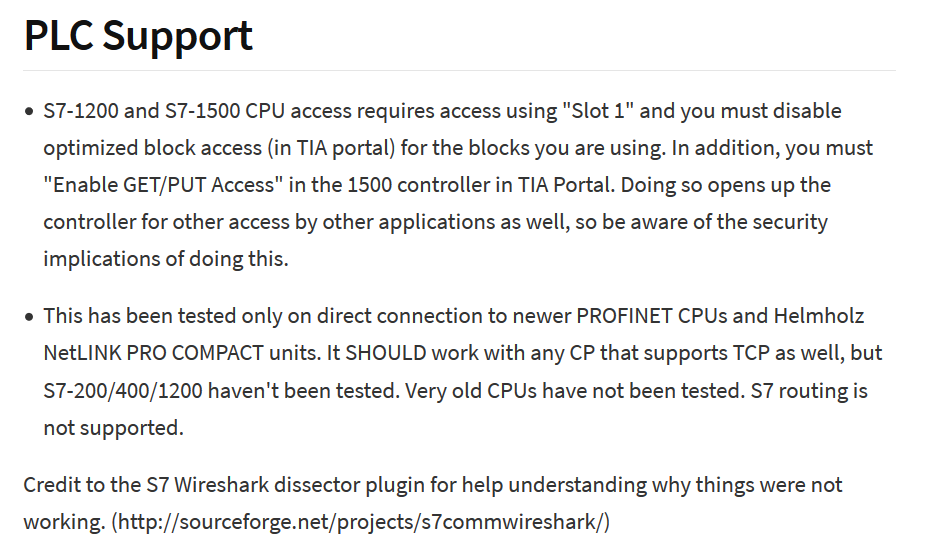 PLC Support
• S7-1200 and S7-1500 CPU access requires access using "Slot 1" and you must disable
optimized block access (in TIA portal) for the blocks you are using. In addition, you must
"Enable GET/PUT Access" in the 1500 controller in TIA Portal. Doing so opens up the
controller for other access by other applications as well, so be aware of the security
implications of doing this.
• This has been tested only on direct connection to newer PROFINET CPUs and Helmholz
NetLINK PRO COMPACT units. It SHOULD work with any CP that supports TCP as well, but
S7-200/400/1200 haven't been tested. Very old CPUs have not been tested. S7 routing is
not supported.
Credit to the S7 Wireshark dissector plugin for help understanding why things were not
working. (http://sourceforge.net/projects/s7commwireshark/)